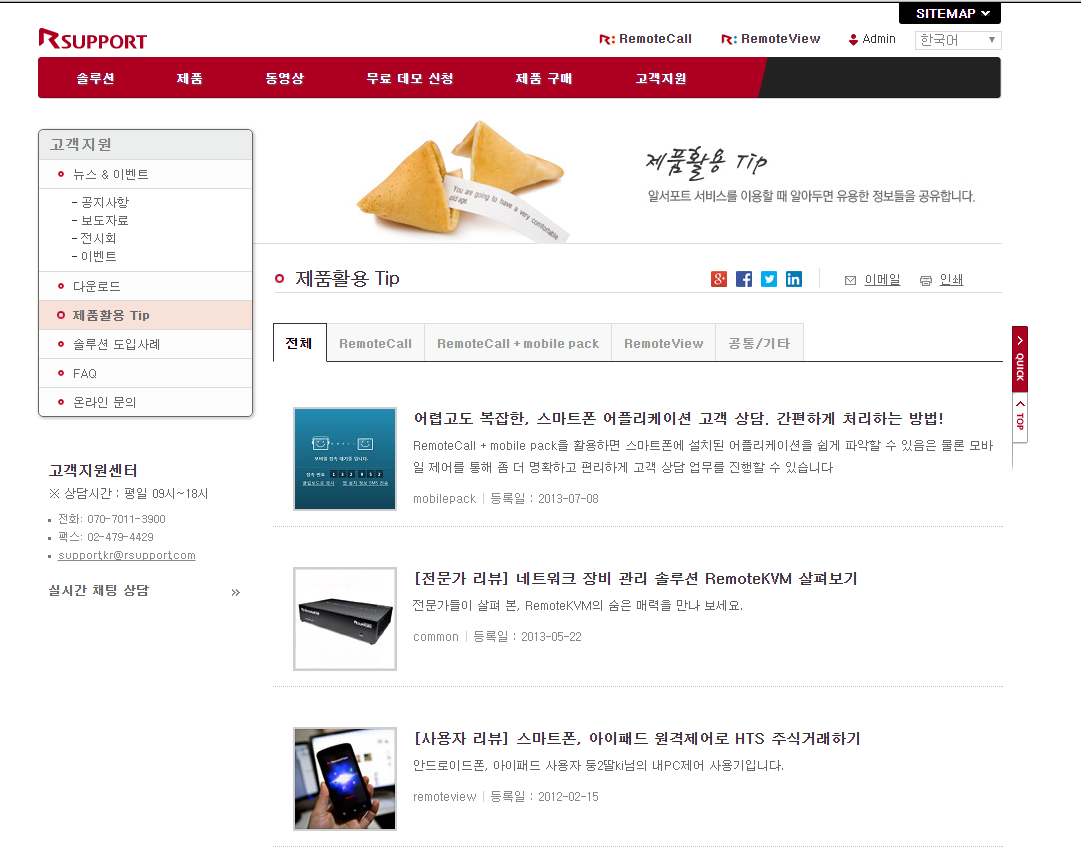 SITEMAP
RSUPPORT
RemoteCall
RemoteView
Admin
한국어
솔루션
제품
동영상
무료 데모 신청
제품 구매
고객지원
고객지원
뉴스 & 이벤트
- 공지사항
- 보도자료
- 전시회
- 이벤트
다운로드
제품활용 Tip
솔루션 도입사례
FAQ
온라인 문의
고객지원센터
※ 상담시간 : 평일 09시~18시
전화: 070-7011-3900
팩스: 02-479-4429
support.kr@rsupport.com
실시간 채팅 상담 »
You are going to have a very comfortable
old age.
제품활용 Tip
알서포트 서비스를 이용할 때 알아두면 유용한 정보들을 공유합니다.
제품활용 Tip
이메일
인쇄
전체
RemoteCall
RemoteCall + mobile pack
RemoteView
공통/기타
어렵고도 복잡한, 스마트폰 어플리케이션 고객 상담. 간편하게 처리하는 방법!
RemoteCall + mobile pack을 활용하면 스마트폰에 설치된 어플리케이션을 쉽게 파악할 수 있음은 물론 모바
일 제어를 통해 좀 더 명확하고 편리하게 고객 상담 업무를 진행할 수 있습니다
mobilepack | 등록일 : 2013-07-08
[전문가 리뷰] 네트워크 장비 관리 솔루션 RemoteKVM 살펴보기
전문가들이 살펴 본, RemoteKVM의 숨은 매력을 만나 보세요.
common | 등록일 : 2013-05-22
[사용자 리뷰] 스마트폰, 아이패드 원격제어로 HTS 주식거래하기
안드로이드폰, 아이패드 사용자 둥2딸ki님의 내PC제어 사용기입니다.
remoteview | 등록일 : 2012-02-15
QUICK
TOP